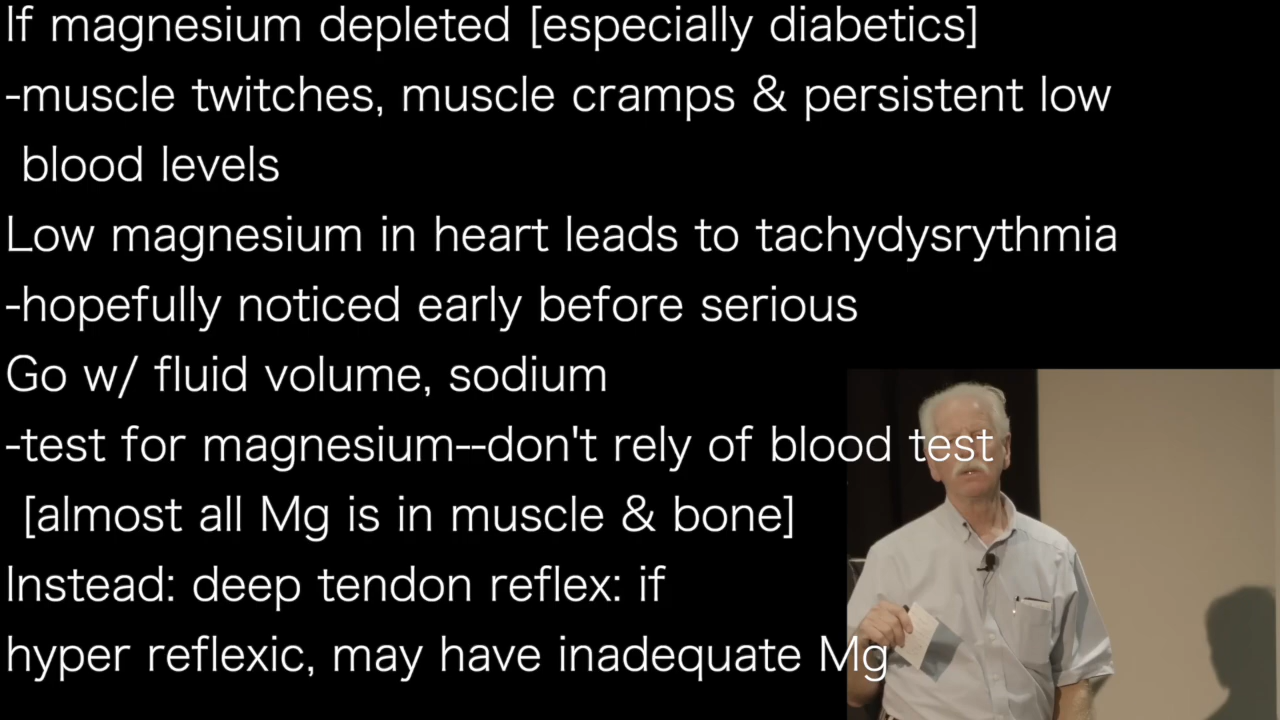 If magnesium depleted [especially diabetics]
-muscle twitches, muscle cramps & persistent low
blood levels
Low magnesium in heart leads to tachydysrythmia
-hopefully noticed early before serious
Go w/ fluid volume, sodium
-test for magnesium--don't rely of blood test
[almost all Mg is in muscle & bone]
Instead: deep tendon reflex: if
hyper reflexic, may have inadequate Mg